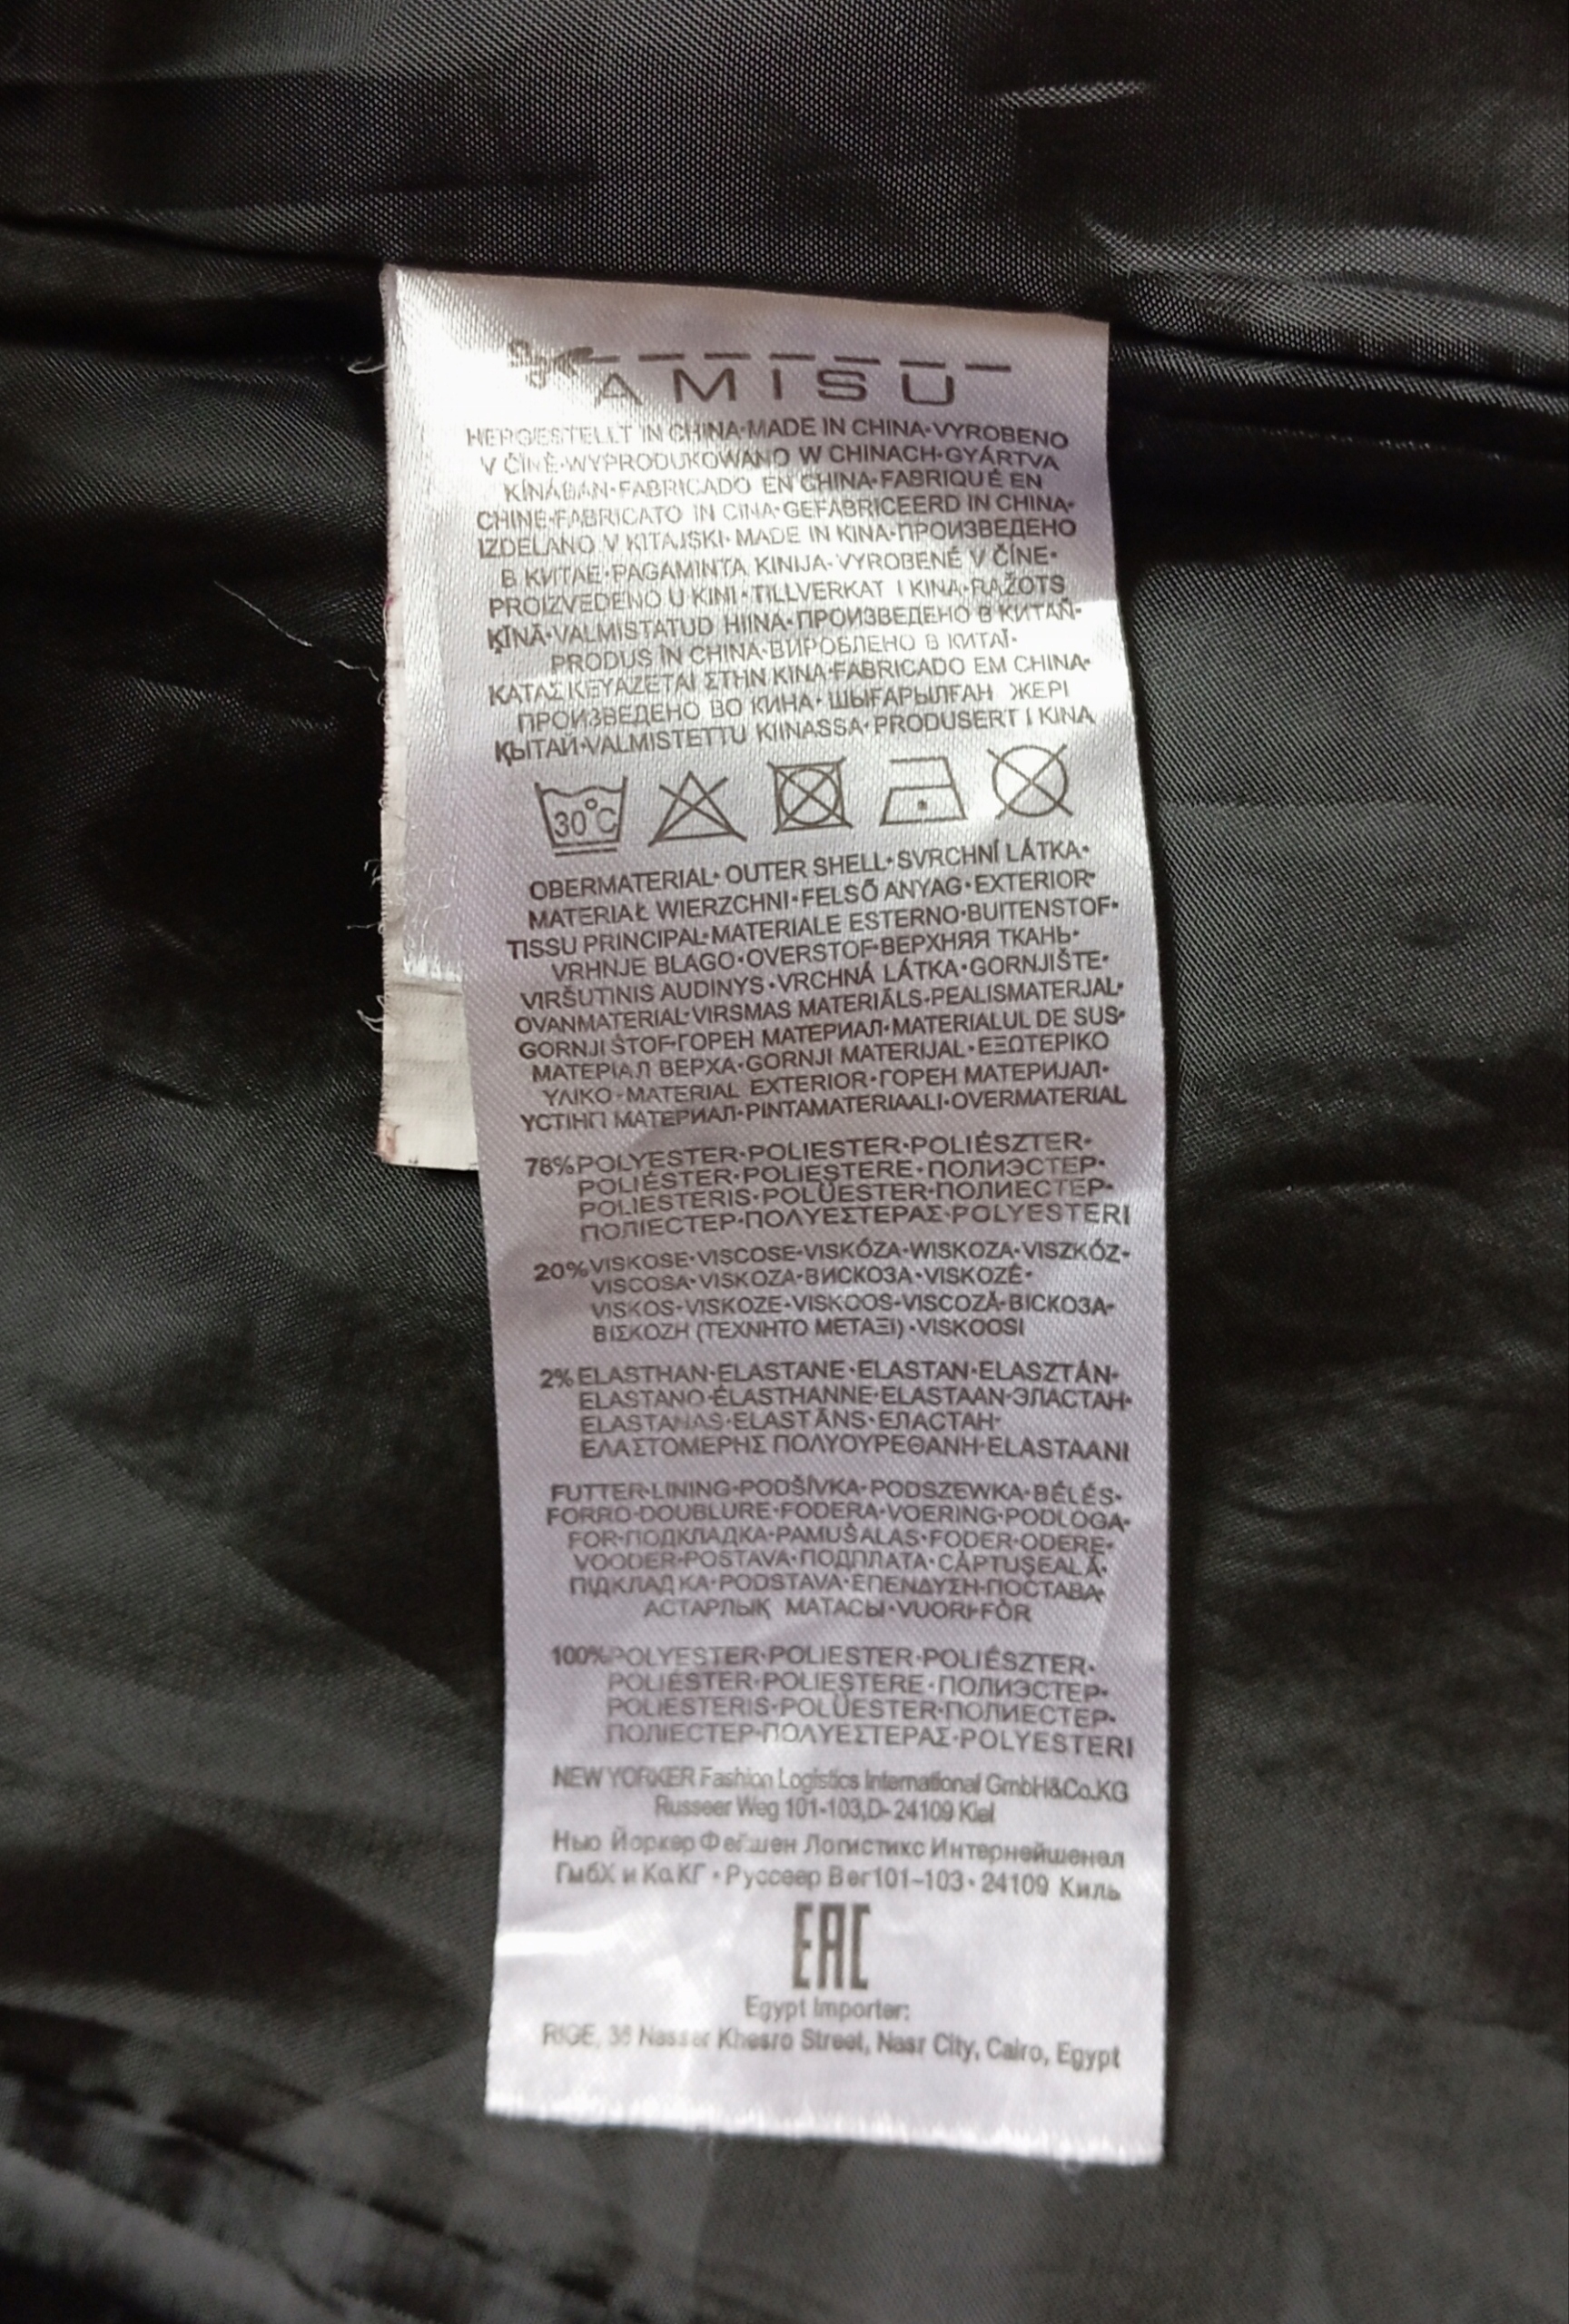 AMISU
HERGESTELLT IN CHINA•MADE IN CHINA•VYROBENO
V ČÍNĚ•WYPRODUKOWANO W CHINACH•GYÁRTVA
KÍNÁBAN•FABRICADO EN CHINA•FABRIQUÉ EN
CHINE•FABRICATO IN CINA•GEFABRICEERD IN CHINA•
IZDELANO V KITAJSKI•MADE IN KINA•ПРОИЗВЕДЕНО
В КИТАЕ•PAGAMINTA KINIJA•VYROBENÉ V ČÍNE•
PROIZVEDENO U KINI•TILLVERKAT I KINA•RAŽOTS
ĶĪNĀ•VALMISTATUD HIINA•ПРОИЗВЕДЕНО В КИТАЙ•
PRODUS ÎN CHINA•ВИРОБЛЕНО В КИТАЇ•
ΚΑΤΑΣΚΕΥΑΖΕΤΑΙ ΣΤΗΝ ΚΙΝΑ•FABRICADO EM CHINA•
ПРОИЗВЕДЕНО ВО КИНА•ШЫҒАРЫЛҒАН ЖЕРІ
ҚЫТАЙ•VALMISTETTU KIINASSA•PRODUSERT I KINA
30°C
OBERMATERIAL•OUTER SHELL•SVRCHNÍ LÁTKA•
MATERIAŁ WIERZCHNI•FELSŐ ANYAG•EXTERIOR•
TISSU PRINCIPAL•MATERIALE ESTERNO•BUITENSTOF•
VRHNJE BLAGO•OVERSTOF•ВЕРХНЯЯ ТКАНЬ•
VIRŠUTINIS AUDINYS•VRCHNÁ LÁTKA•GORNJIŠTE•
OVANMATERIAL•VIRSMAS MATERIĀLS•PEALISMATERJAL•
GORNJI ŠTOF•ГОРЕН МАТЕРИАЛ•MATERIALUL DE SUS•
МАТЕРІАЛ ВЕРХА•GORNJI MATERIJAL•ΕΞΩΤΕΡΙΚΟ
ΥΛΙΚΟ•MATERIAL EXTERIOR•ГОРЕН МАТЕРИЈАЛ•
ҮСТІҢГІ МАТЕРИАЛ•PINTAMATERIAALI•OVERMATERIAL
78%POLYESTER•POLIESTER•POLIÉSZTER•
POLIÉSTER•POLIESTERE•ПОЛИЭСТЕР•
POLIESTERIS•POLÜESTER•ПОЛИЕСТЕР•
ПОЛІЕСТЕР•ΠΟΛΥΕΣΤΕΡΑΣ•POLYESTERI
20%VISKOSE•VISCOSE•VISKÓZA•WISKOZA•VISZKÓZ•
VISCOSA•VISKOZA•ВИСКОЗА•VISKOZĖ•
VISKOS•VISKOZE•VISKOOS•VISCOZĂ•ВІСКОЗА•
ΒΙΣΚΟΖΗ (ΤΕΧΝΗΤΟ ΜΕΤΑΞΙ)•VISKOOSI
2%ELASTHAN•ELASTANE•ELASTAN•ELASZTÁN•
ELASTANO•ÉLASTHANNE•ELASTAAN•ЭЛАСТАН•
ELASTANAS•ELASTĀNS•ЕЛАСТАН•
ΕΛΑΣΤΟΜΕΡΗΣ ΠΟΛΥΟΥΡΕΘΑΝΗ•ELASTAANI
FUTTER•LINING•PODŠÍVKA•PODSZEWKA•BÉLÉS•
FORRO•DOUBLURE•FODERA•VOERING•PODLOGA•
FOR•ПОДКЛАДКА•PAMUŠALAS•FODER•ODERE•
VOODER•POSTAVA•ПОДПЛАТА•CĂPTUŞEALĂ•
ПІДКЛАДКА•PODSTAVA•ΕΠΕΝΔΥΣΗ•ПОСТАВА•
АСТАРЛЫҚ МАТАСЫ•VUORI•FÒR
100%POLYESTER•POLIESTER•POLIÉSZTER•
POLIÉSTER•POLIESTERE•ПОЛИЭСТЕР•
POLIESTERIS•POLÜESTER•ПОЛИЕСТЕР•
ПОЛІЕСТЕР•ΠΟΛΥΕΣΤΕΡΑΣ•POLYESTERI
NEW YORKER Fashion Logistics International GmbH&Co.KG
Russeer Weg 101-103,D-24109 Kiel
Нью Йоркер Фешен Логистикс Интернейшенал
ГмбХ и Ко.КГ • Руссеер Вег101-103 • 24109 Киль
EAC
Egypt Importer:
RIGE, 36 Nasser Khesro Street, Nasr City, Cairo, Egypt